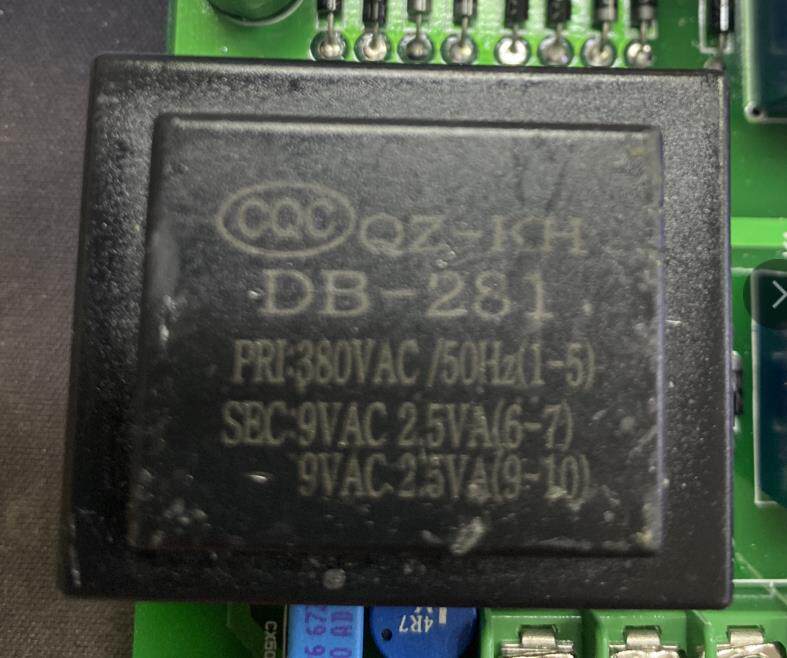 CQC QZ-KH
DB-281
PRI:380VAC /50Hz(1-5)
SEC:9VAC 2.5VA(6-7)
9VAC 2.5VA(9-10)
4R7